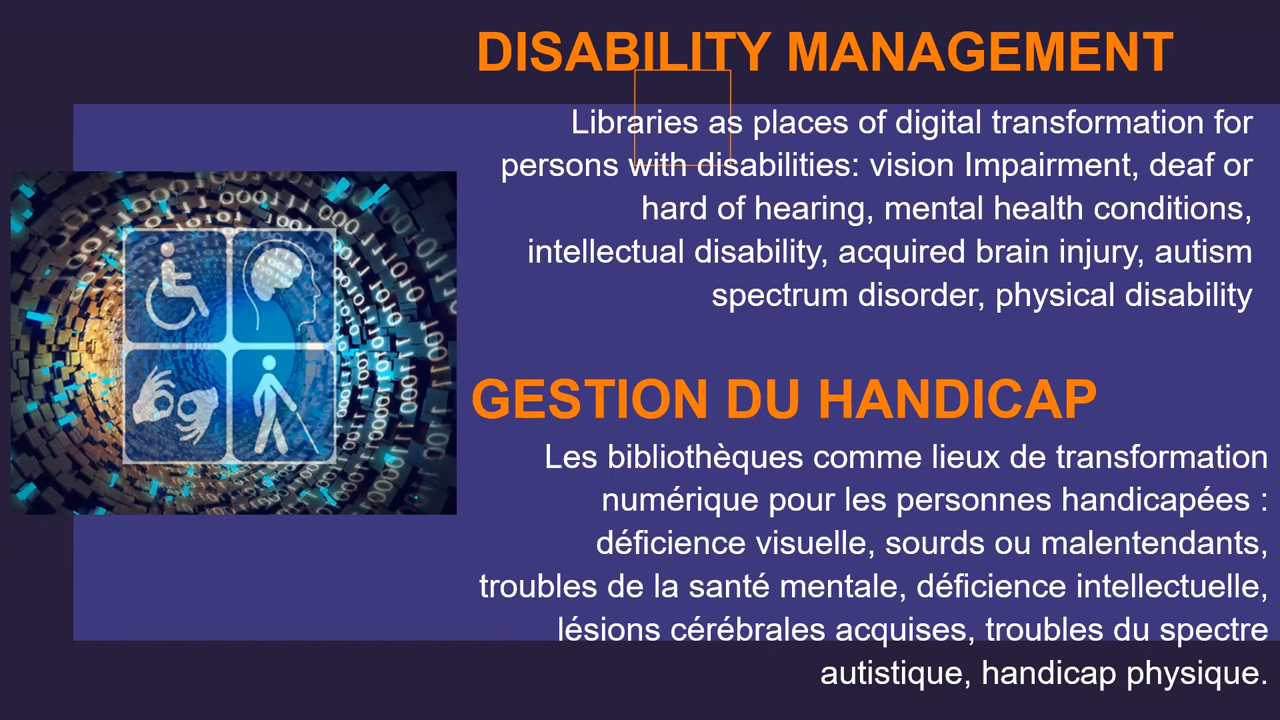 DISABILITY MANAGEMENT
Libraries as places of digital transformation for
persons with disabilities: vision Impairment, deaf or
hard of hearing, mental health conditions,
intellectual disability, acquired brain injury, autism
spectrum disorder, physical disability
GESTION DU HANDICAP
Les bibliothèques comme lieux de transformation
numérique pour les personnes handicapées :
déficience visuelle, sourds ou malentendants,
troubles de la santé mentale, déficience intellectuelle,
lésions cérébrales acquises, troubles du spectre
autistique, handicap physique.